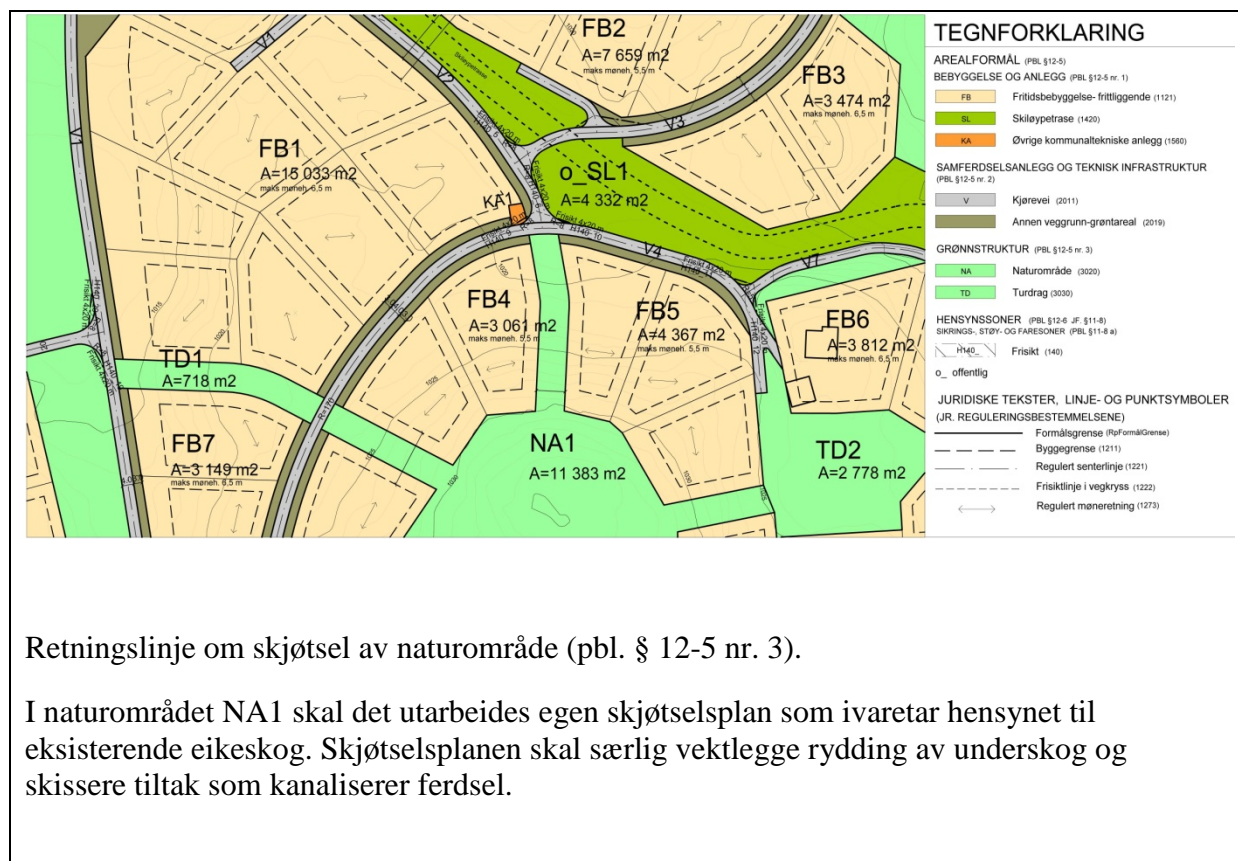 FB2
A=7 659 m2
maks møneh. 5,5 m
FB3
A=3 474 m2
maks møneh. 6,5 m
V1
V2
Skiløypetrase
V3
FB1
A=15 033 m2
maks møneh. 6,5 m
o_SL1
A=4 332 m2
KA1
V1
V4
V7
FB4
A=3 061 m2
maks møneh. 5,5 m
FB5
A=4 367 m2
maks møneh. 5,5 m
FB6
A=3 812 m2
maks møneh. 6,5 m
TD1
A=718 m2
R=170
FB7
A=3 149 m2
maks møneh. 6,5 m
NA1
A=11 383 m2
TD2
A=2 778 m2
TEGNFORKLARING
AREALFORMÅL (PBL §12-5)
BEBYGGELSE OG ANLEGG (PBL §12-5 nr. 1)
FB Fritidsbebyggelse- frittliggende (1121)
SL Skiløypetrase (1420)
KA Øvrige kommunaltekniske anlegg (1560)
SAMFERDSELSANLEGG OG TEKNISK INFRASTRUKTUR
(PBL §12-5 nr. 2)
V Kjørevei (2011)
Annen veggrunn-grøntareal (2019)
GRØNNSTRUKTUR (PBL §12-5 nr. 3)
NA Naturområde (3020)
TD Turdrag (3030)
HENSYNSSONER (PBL §12-6 JF. §11-8)
SIKRINGS-, STØY- OG FARESONER (PBL §11-8 a)
H140_ Frisikt (140)
o_ offentlig
JURIDISKE TEKSTER, LINJE- OG PUNKTSYMBOLER
(JR. REGULERINGSBESTEMMELSENE)
Formålsgrense (RpFormålGrense)
Byggegrense (1211)
Regulert senterlinje (1221)
Frisiktlinje i vegkryss (1222)
Regulert møneretning (1273)
Retningslinje om skjøtsel av naturområde (pbl. § 12-5 nr. 3).
I naturområdet NA1 skal det utarbeides egen skjøtselsplan som ivaretar hensynet til
eksisterende eikeskog. Skjøtselsplanen skal særlig vektlegge rydding av underskog og
skissere tiltak som kanaliserer ferdsel.